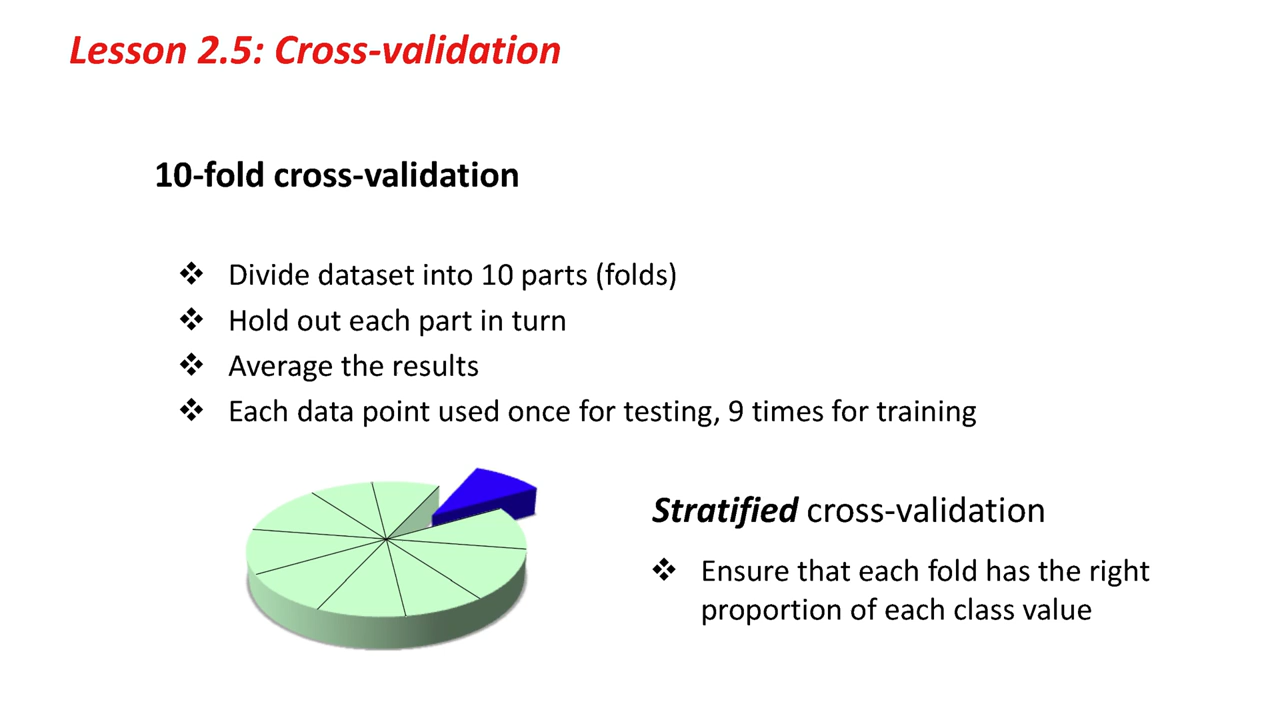 Lesson 2.5: Cross-validation
10-fold cross-validation
❖ Divide dataset into 10 parts (folds)
❖ Hold out each part in turn
❖ Average the results
❖ Each data point used once for testing, 9 times for training
Stratified cross-validation
❖ Ensure that each fold has the right
proportion of each class value